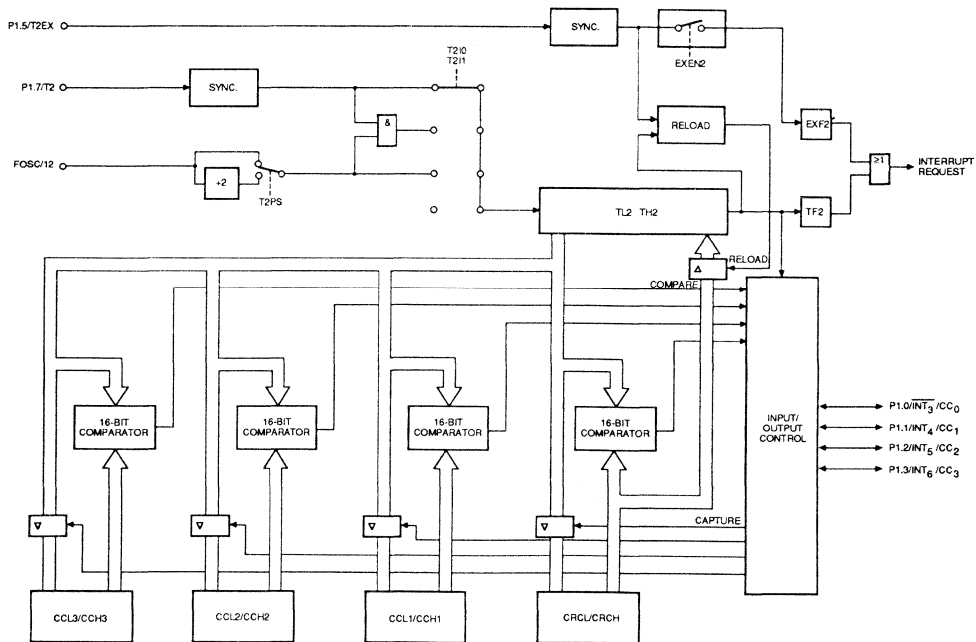 P1.5/T2EX
SYNC.
EXEN2
T2I0
T2I1
P1.7/T2
SYNC.
&
RELOAD
EXF2
FOSC/12
÷2
T2PS
≥1
INTERRUPT
REQUEST
TL2 TH2
TF2
RELOAD
COMPARE
16-BIT
COMPARATOR
16-BIT
COMPARATOR
16-BIT
COMPARATOR
16-BIT
COMPARATOR
INPUT/
OUTPUT
CONTROL
P1.0/INT3/CC0
P1.1/INT4/CC1
P1.2/INT5/CC2
P1.3/INT6/CC3
CAPTURE
CCL3/CCH3
CCL2/CCH2
CCL1/CCH1
CRCL/CRCH